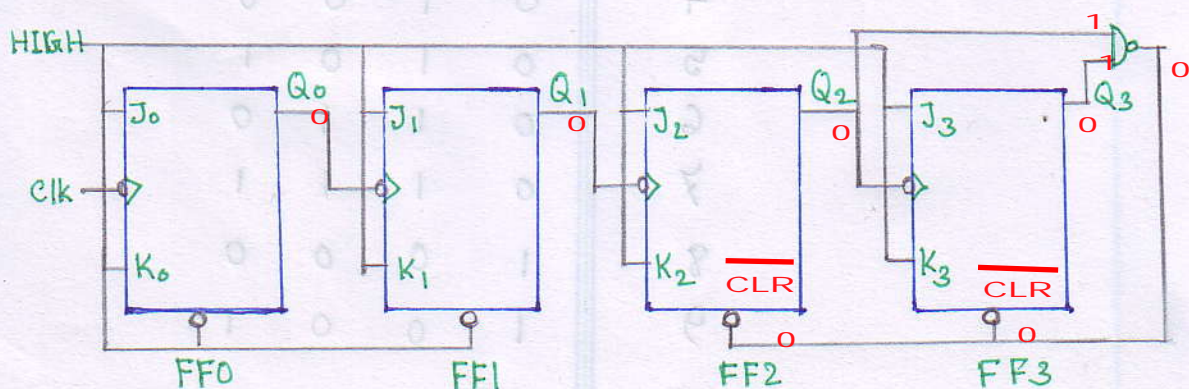 1
HIGH
1 0
Q0 Q1 Q2 Q3
J0 J1 J2 J3
0 0 0 0
Clk
K0 K1 K2 K3
CLR CLR
0 0
FF0 FF1 FF2 FF3